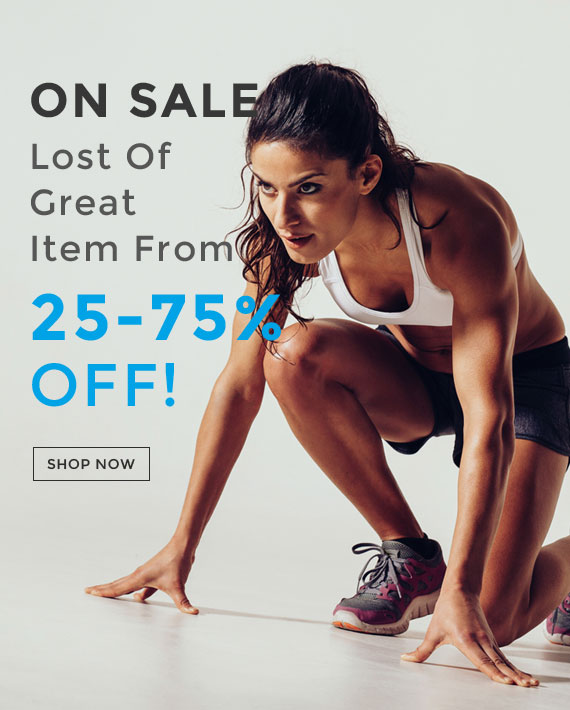 ON SALE
Lost Of
Great
Item From
25-75%
OFF!
SHOP NOW